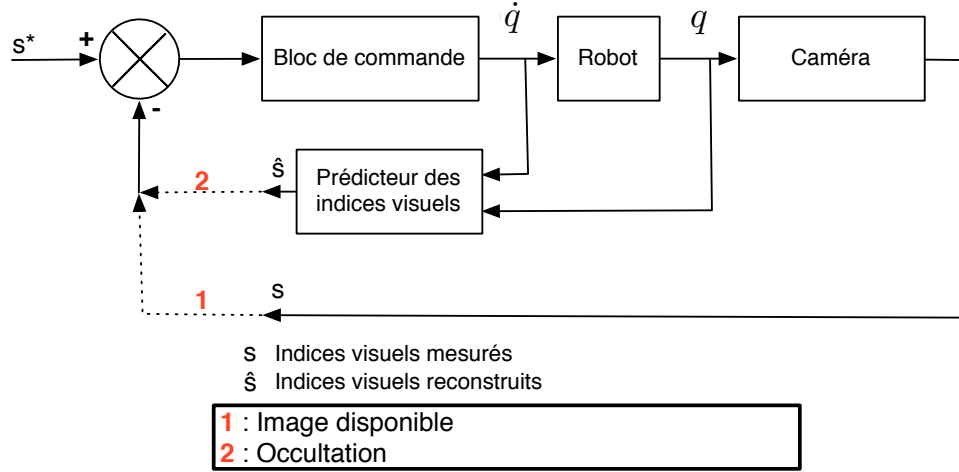 s*
+
-
Bloc de commande
q̇
Robot
q
Caméra
ŝ
2
Prédicteur des
indices visuels
s
1
s Indices visuels mesurés
ŝ Indices visuels reconstruits
1 : Image disponible
2 : Occultation